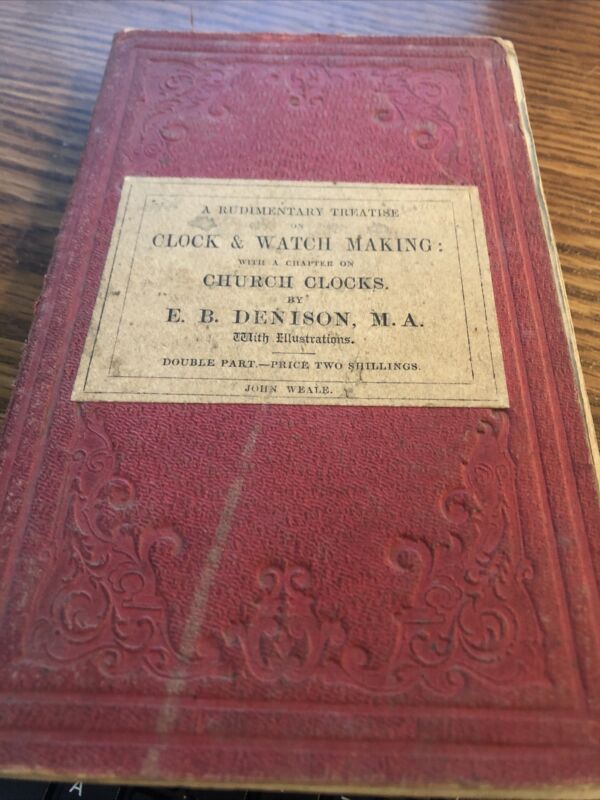 A RUDIMENTARY TREATISE
ON
CLOCK & WATCH MAKING:
WITH A CHAPTER ON
CHURCH CLOCKS.
BY
E. B. DENISON, M. A.
With Illustrations.
DOUBLE PART.—PRICE TWO SHILLINGS.
JOHN WEALE.
A